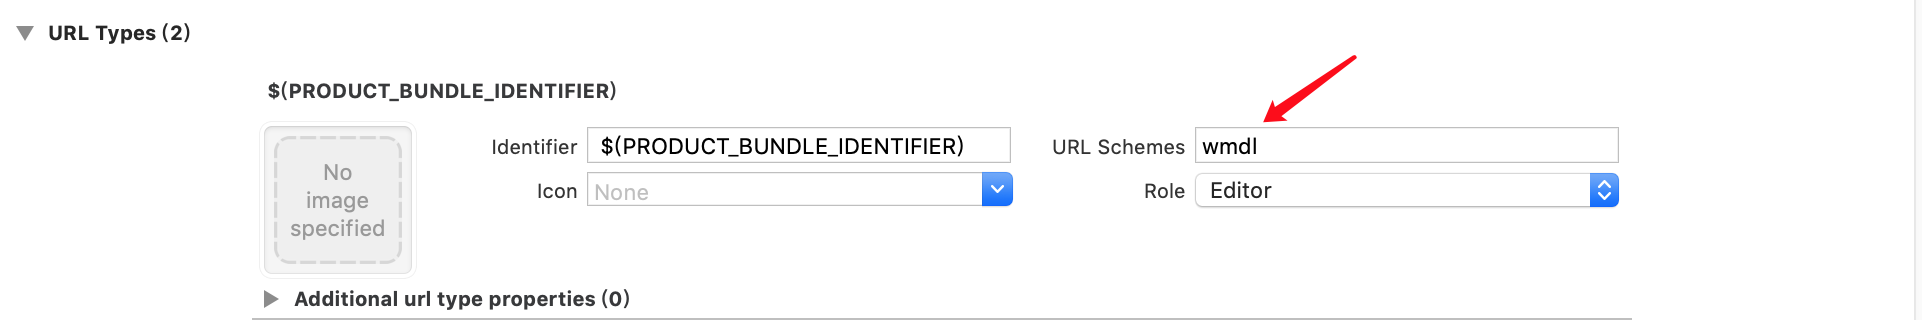 URL Types (2)
$(PRODUCT_BUNDLE_IDENTIFIER)
No
image
specified
Identifier $(PRODUCT_BUNDLE_IDENTIFIER) URL Schemes wmdl
Icon None Role Editor
Additional url type properties (0)